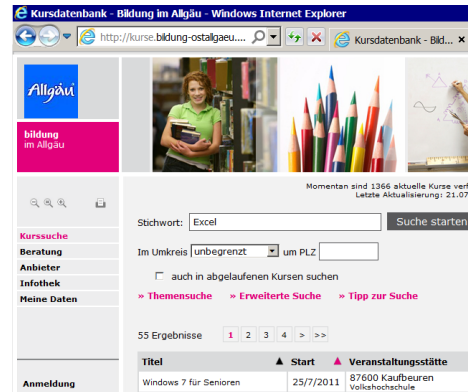 Kursdatenbank - Bildung im Allgäu - Windows Internet Explorer
http://kurse.bildung-ostallgaeu....
Kursdatenbank - Bild...
Allgäu
bildung
im Allgäu
Momentan sind 1366 aktuelle Kurse verf
Letzte Aktualisierung: 21.07
Stichwort: Excel Suche starten
Kurssuche
Im Umkreis unbegrenzt um PLZ
Beratung
Anbieter
auch in abgelaufenen Kursen suchen
Infothek
Meine Daten
» Themensuche » Erweiterte Suche » Tipp zur Suche
55 Ergebnisse 1 2 3 4 > >>
Titel ▲ Start ▲ Veranstaltungsstätte
Anmeldung
Windows 7 für Senioren 25/7/2011 87600 Kaufbeuren
Volkshochschule